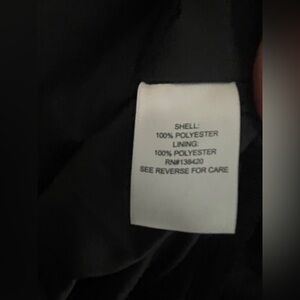 SHELL:
100% POLYESTER
LINING:
100% POLYESTER
RN#138420
SEE REVERSE FOR CARE